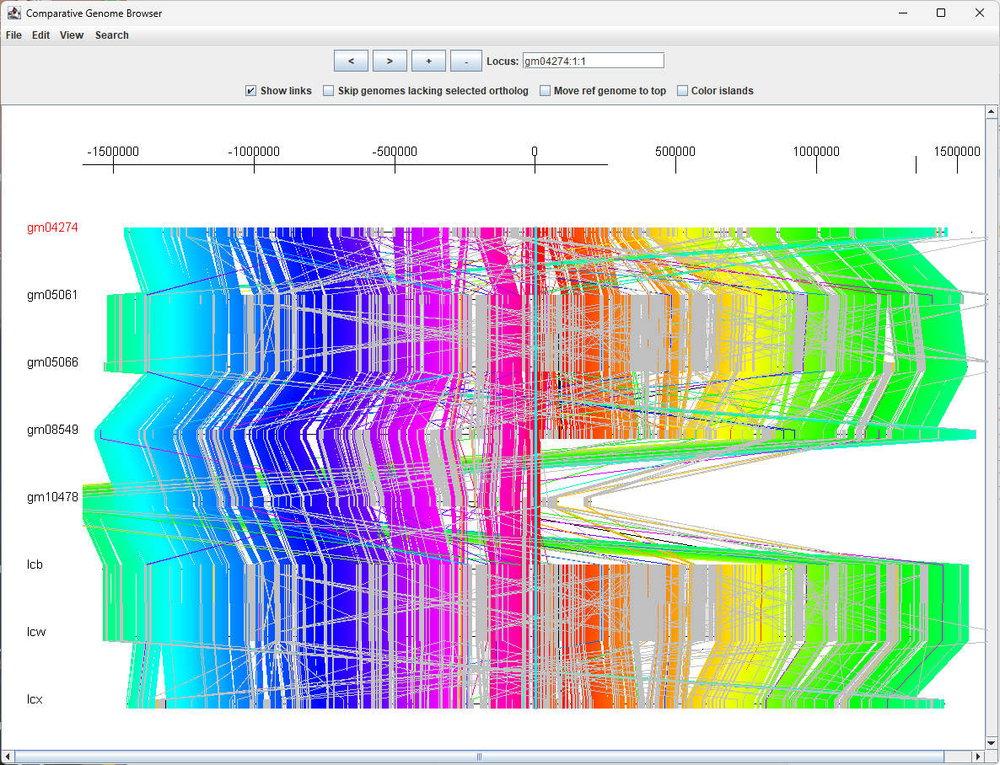 Comparative Genome Browser
File Edit View Search
< > + - Locus: gm04274:1:1
Show links Skip genomes lacking selected ortholog Move ref genome to top Color islands
-1500000 -1000000 -500000 0 500000 1000000 1500000
gm04274
gm05061
gm05066
gm08549
gm10478
lcb
lcw
lcx